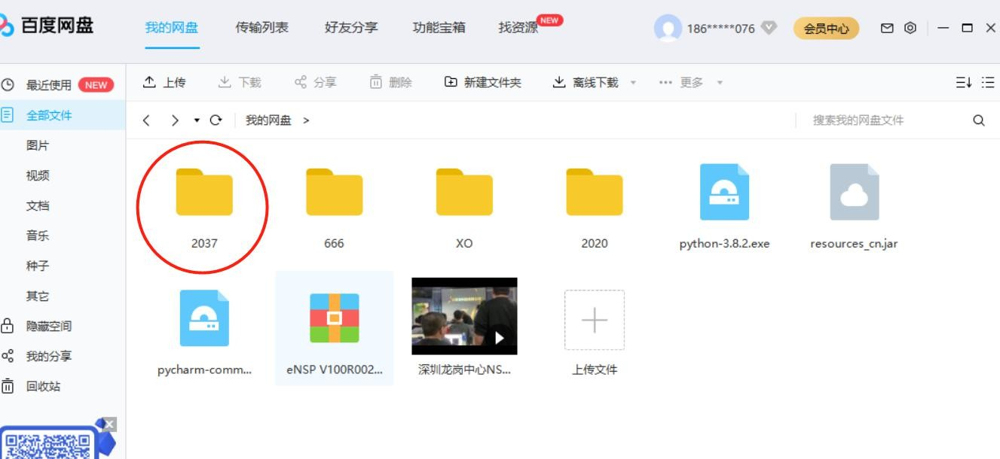 百度网盘
我的网盘 传输列表 好友分享 功能宝箱 找资源 NEW 186*****076 会员中心
最近使用 NEW
全部文件
图片
视频
文档
音乐
种子
其它
隐藏空间
我的分享
回收站
上传 下载 分享 删除 新建文件夹 离线下载 ··· 更多
我的网盘 > 搜索我的网盘文件
2037 666 XO 2020 python-3.8.2.exe resources_cn.jar
pycharm-comm... eNSP V100R002... 深圳龙岗中心NS... 上传文件